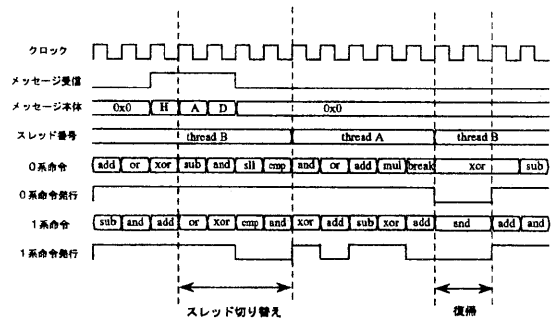 クロック
メッセージ受信
メッセージ本体 0x0 H A D 0x0
スレッド番号 thread B thread A thread B
0系命令 add or xor sub and sll cmp and or add mul break xor sub
0系命令発行
1系命令 sub and add or xor cmp and xor add sub xor add and add and
1系命令発行
スレッド切り替え 復帰